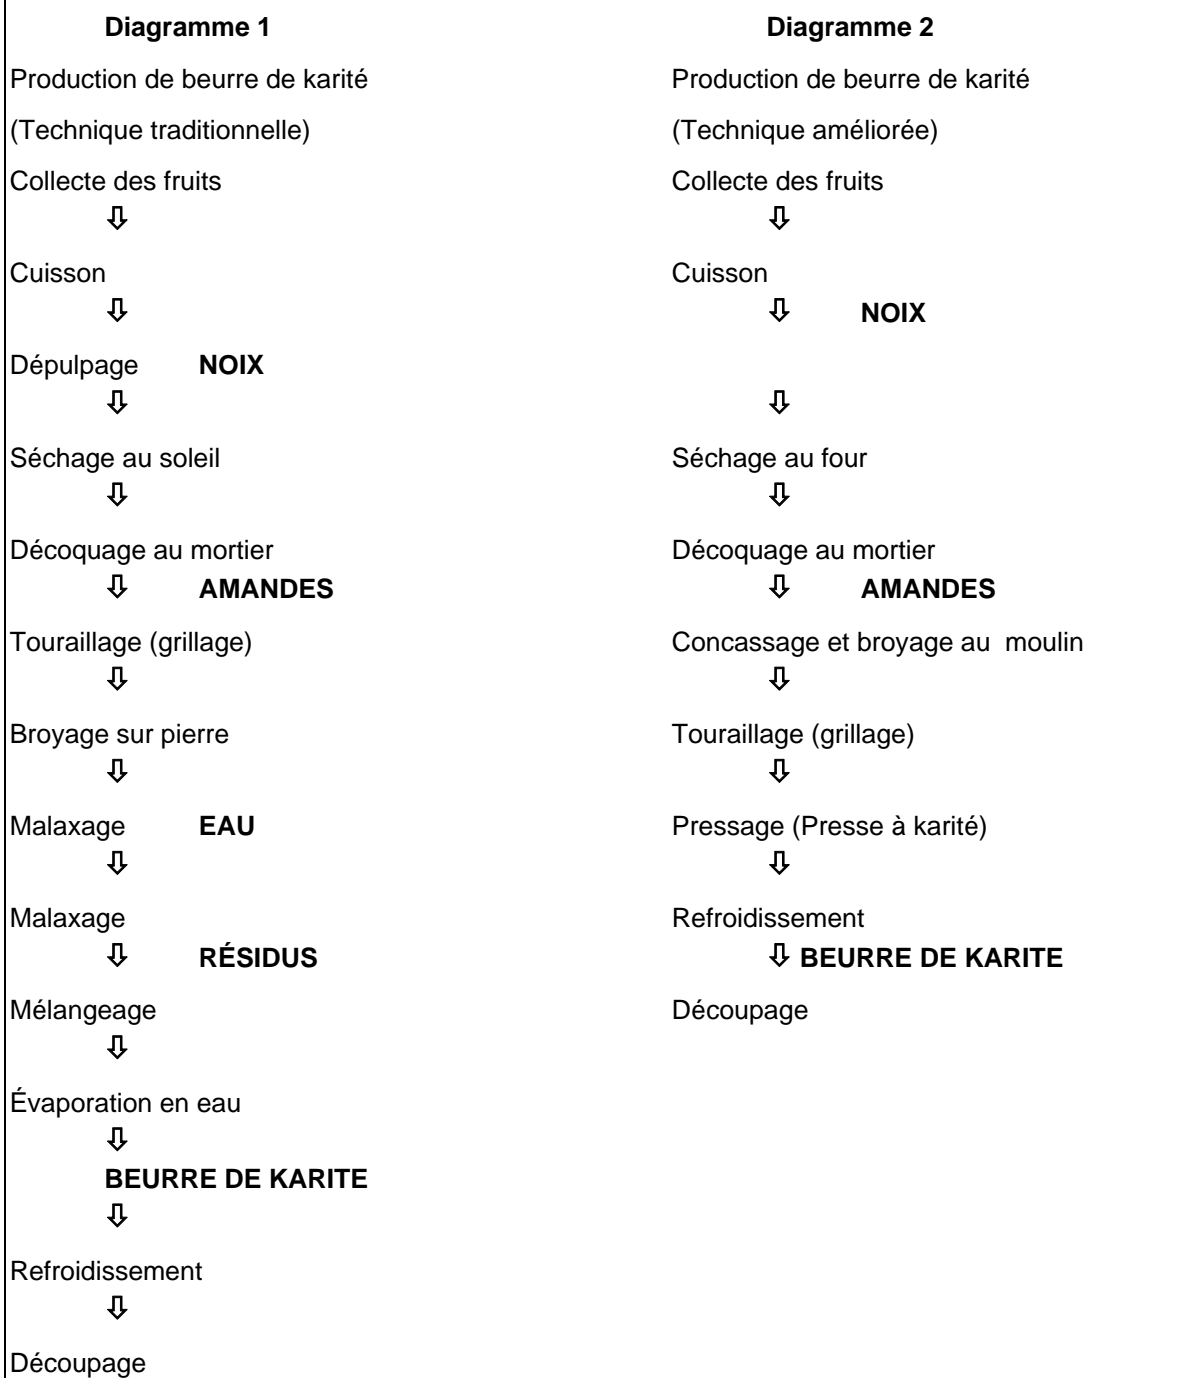 Diagramme 1
Production de beurre de karité
(Technique traditionnelle)
Collecte des fruits
⇩
Cuisson
⇩
Dépulpage NOIX
⇩
Séchage au soleil
⇩
Décoquage au mortier
⇩ AMANDES
Touraillage (grillage)
⇩
Broyage sur pierre
⇩
Malaxage EAU
⇩
Malaxage
⇩ RÉSIDUS
Mélangeage
⇩
Évaporation en eau
⇩
BEURRE DE KARITE
⇩
Refroidissement
⇩
Découpage
Diagramme 2
Production de beurre de karité
(Technique améliorée)
Collecte des fruits
⇩
Cuisson
⇩ NOIX
⇩
Séchage au four
⇩
Décoquage au mortier
⇩ AMANDES
Concassage et broyage au moulin
⇩
Touraillage (grillage)
⇩
Pressage (Presse à karité)
⇩
Refroidissement
⇩ BEURRE DE KARITE
Découpage